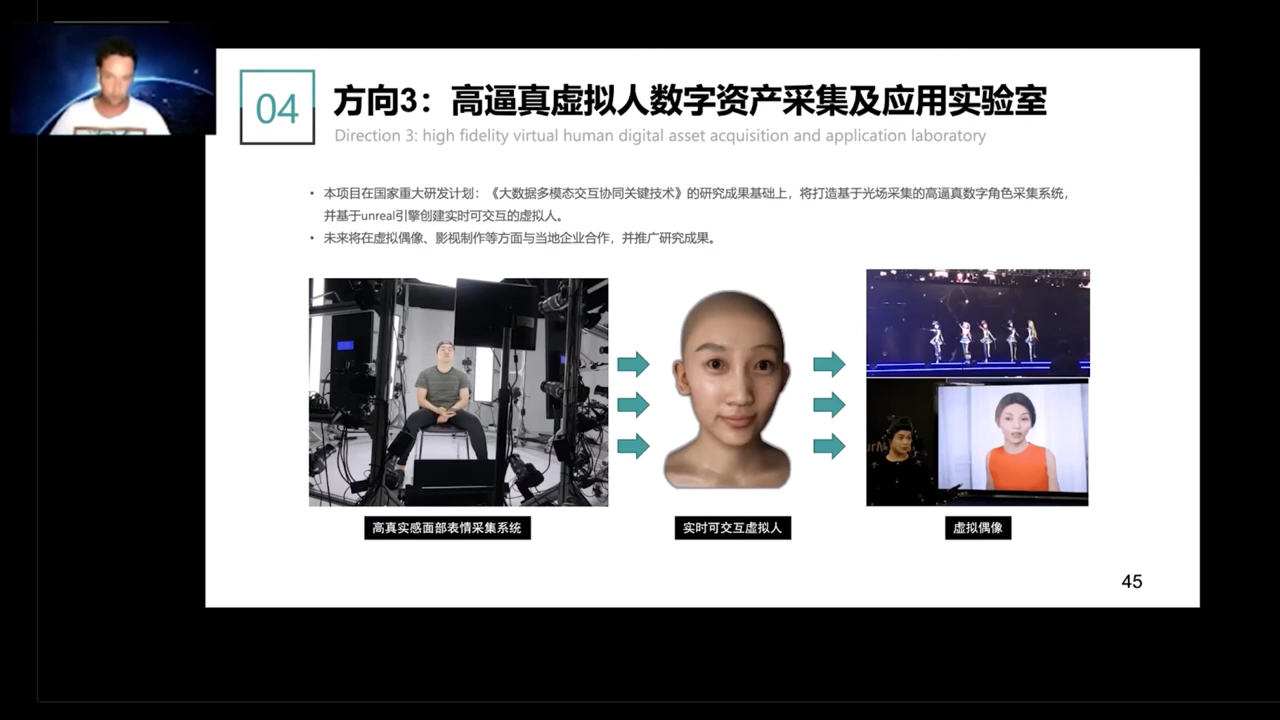 04
方向3：高逼真虚拟人数字资产采集及应用实验室
Direction 3: high fidelity virtual human digital asset acquisition and application laboratory
• 本项目在国家重大研发计划：《大数据多模态交互协同关键技术》的研究成果基础上，将打造基于光场采集的高逼真数字角色采集系统，
并基于unreal引擎创建实时可交互的虚拟人。
• 未来将在虚拟偶像、影视制作等方面与当地企业合作，并推广研究成果。
高真实感面部表情采集系统
实时可交互虚拟人
虚拟偶像
45